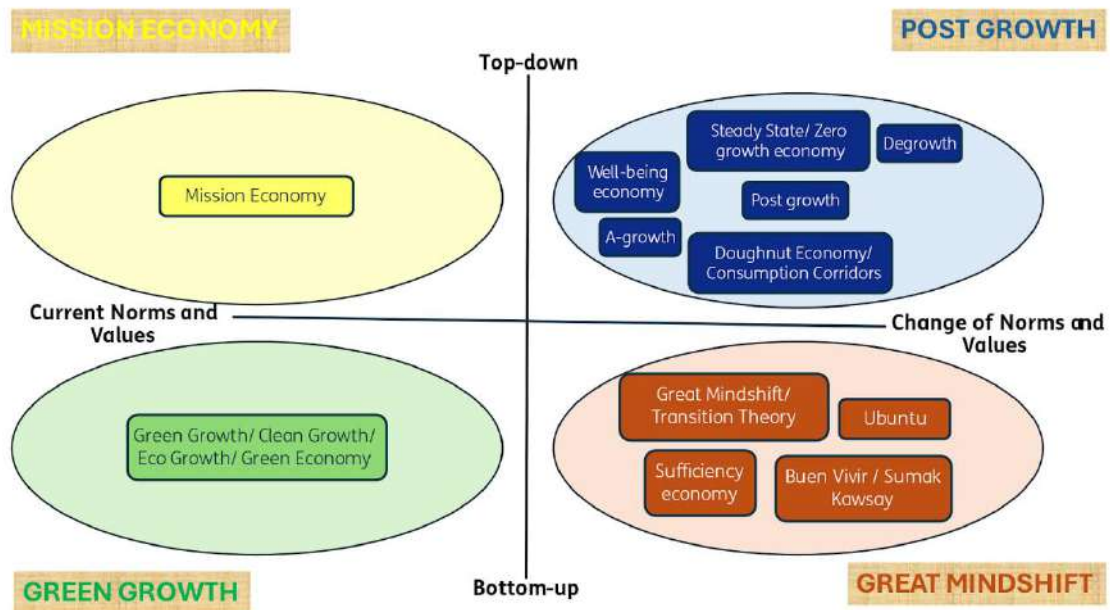 MISSION ECONOMY
POST GROWTH
Top-down
Mission Economy
Steady State/ Zero
growth economy
Degrowth
Well-being
economy
Post growth
A-growth
Doughnut Economy/
Consumption Corridors
Current Norms and
Values
Change of Norms and
Values
Green Growth/ Clean Growth/
Eco Growth/ Green Economy
Great Mindshift/
Transition Theory
Ubuntu
Sufficiency
economy
Buen Vivir / Sumak
Kawsay
GREEN GROWTH
Bottom-up
GREAT MINDSHIFT